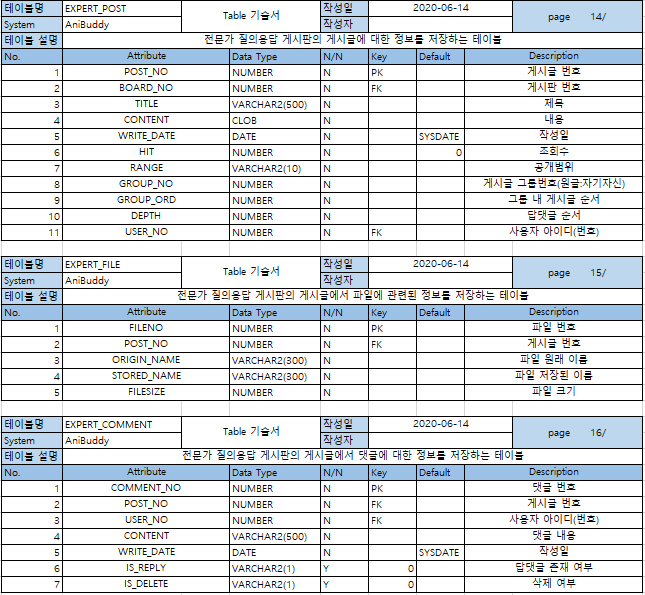 테이블명 EXPERT_POST Table 기술서 작성일 2020-06-14 page 14/
System AniBuddy 작성자
테이블 설명 전문가 질의응답 게시판의 게시글에 대한 정보를 저장하는 테이블
No. Attribute Data Type N/N Key Default Description
1 POST_NO NUMBER N PK 게시글 번호
2 BOARD_NO NUMBER N FK 게시판 번호
3 TITLE VARCHAR2(500) N 제목
4 CONTENT CLOB N 내용
5 WRITE_DATE DATE N SYSDATE 작성일
6 HIT NUMBER N 0 조회수
7 RANGE VARCHAR2(10) N 공개범위
8 GROUP_NO NUMBER N 게시글 그룹번호(원글:자기자신)
9 GROUP_ORD NUMBER N 그룹 내 게시글 순서
10 DEPTH NUMBER N 답댓글 순서
11 USER_NO NUMBER N FK 사용자 아이디(번호)
테이블명 EXPERT_FILE Table 기술서 작성일 2020-06-14 page 15/
System AniBuddy 작성자
테이블 설명 전문가 질의응답 게시판의 게시글에서 파일에 관련된 정보를 저장하는 테이블
No. Attribute Data Type N/N Key Default Description
1 FILENO NUMBER N PK 파일 번호
2 POST_NO NUMBER N FK 게시글 번호
3 ORIGIN_NAME VARCHAR2(300) N 파일 원래 이름
4 STORED_NAME VARCHAR2(300) N 파일 저장된 이름
5 FILESIZE NUMBER N 파일 크기
테이블명 EXPERT_COMMENT Table 기술서 작성일 2020-06-14 page 16/
System AniBuddy 작성자
테이블 설명 전문가 질의응답 게시판의 게시글에서 댓글에 대한 정보를 저장하는 테이블
No. Attribute Data Type N/N Key Default Description
1 COMMENT_NO NUMBER N PK 댓글 번호
2 POST_NO NUMBER N FK 게시글 번호
3 USER_NO NUMBER N FK 사용자 아이디(번호)
4 CONTENT VARCHAR2(500) N 댓글 내용
5 WRITE_DATE DATE N SYSDATE 작성일
6 IS_REPLY VARCHAR2(1) Y 0 답댓글 존재 여부
7 IS_DELETE VARCHAR2(1) Y 0 삭제 여부